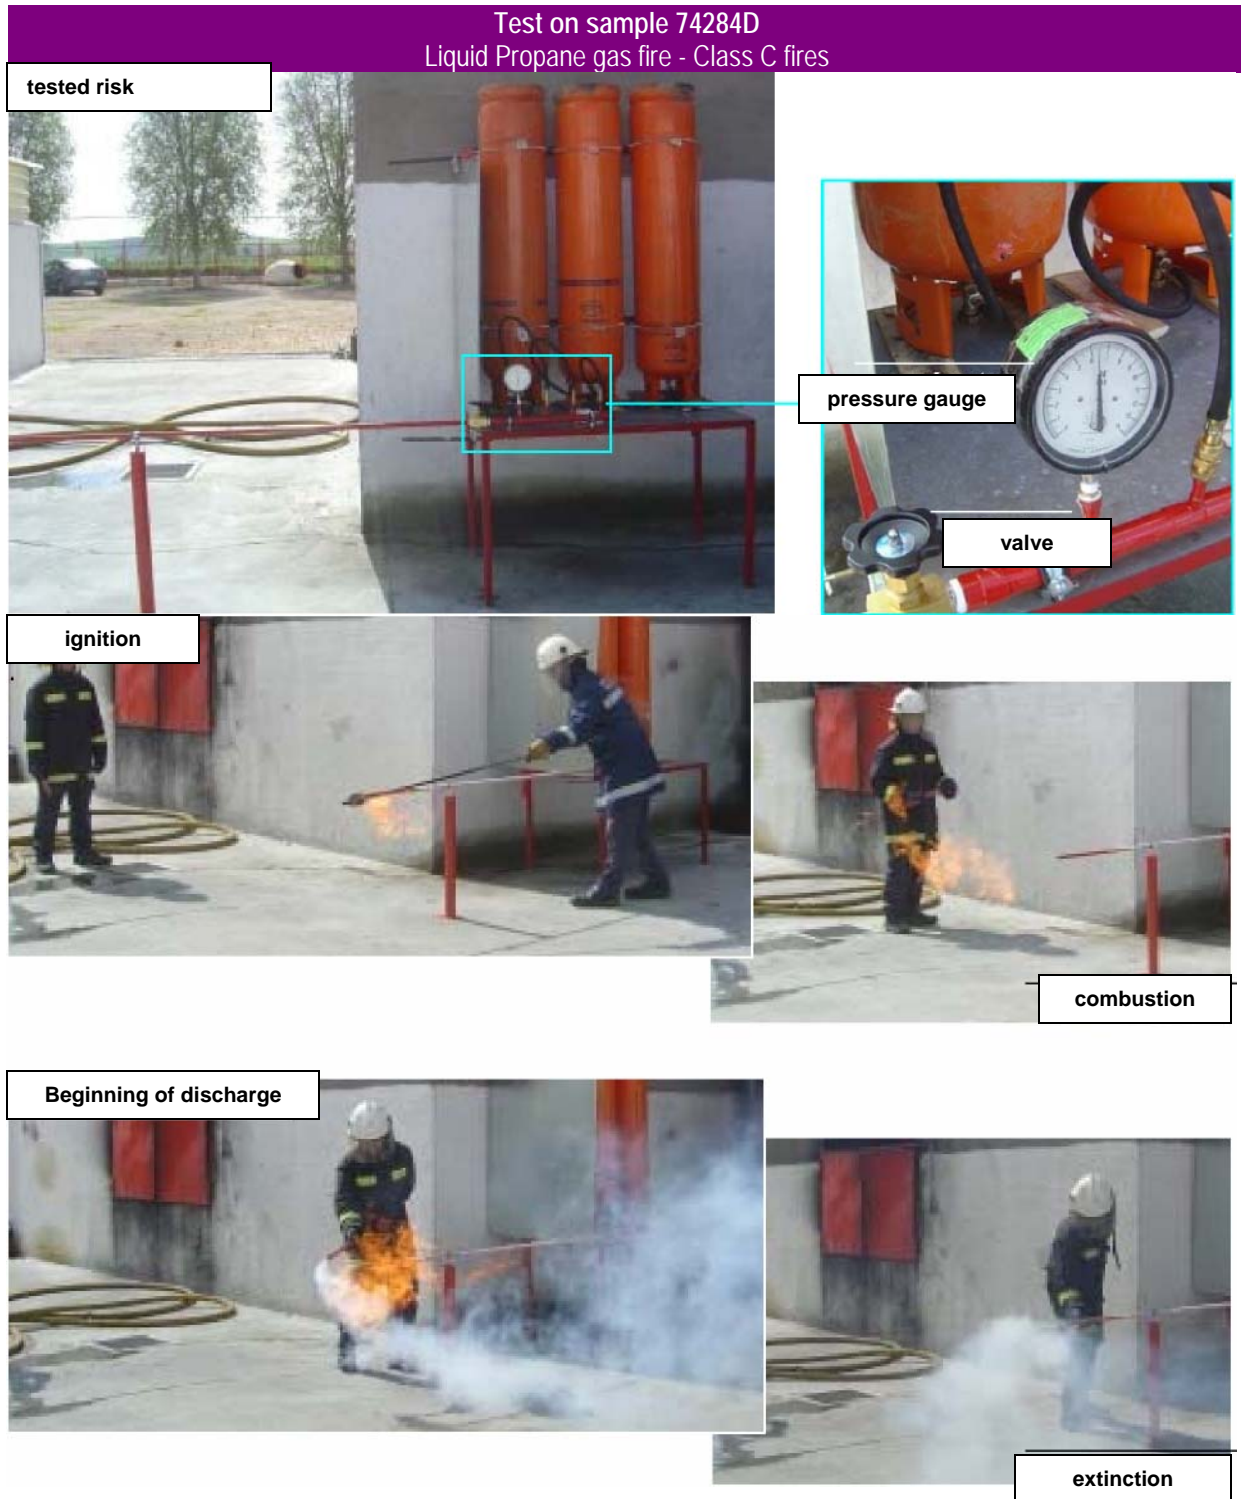 Test on sample 74284D
Liquid Propane gas fire - Class C fires
tested risk
pressure gauge
valve
ignition
combustion
Beginning of discharge
extinction